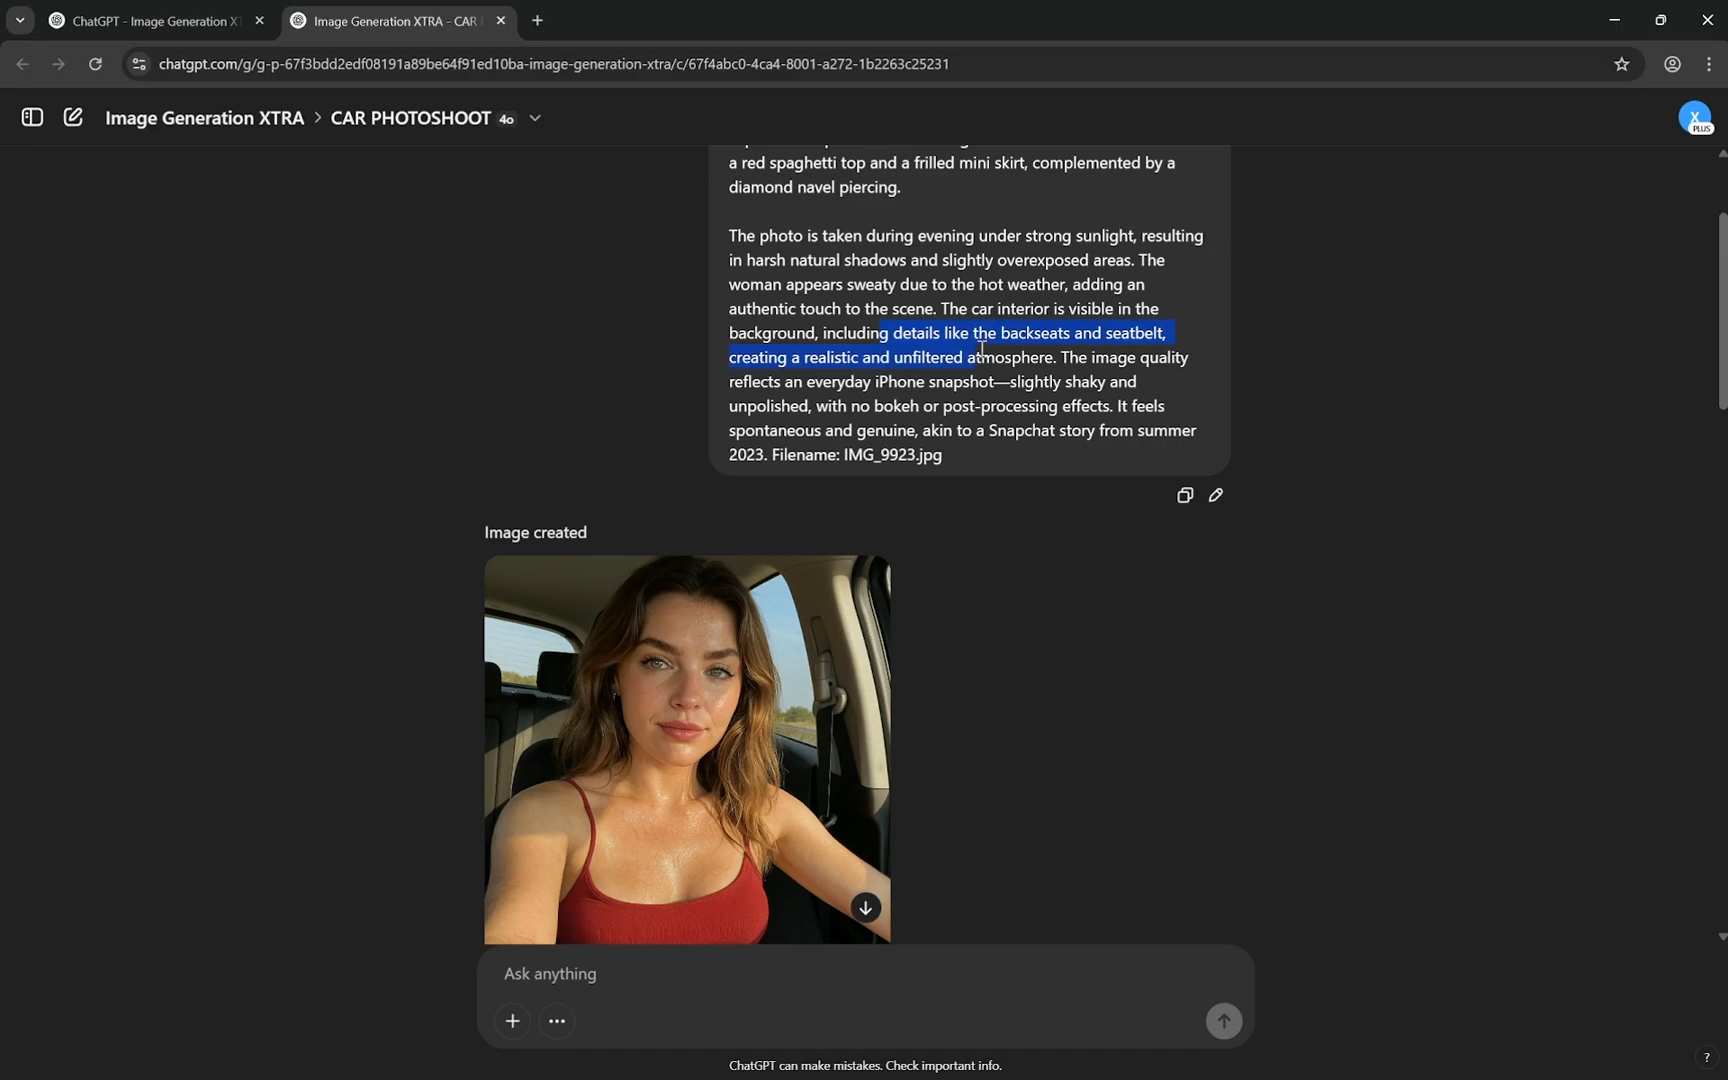 ChatGPT - Image Generation X
Image Generation XTRA - CAR
chatgpt.com/g/g-p-67f3bdd2edf08191a89be64f91ed10ba-image-generation-xtra/c/67f4abc0-4ca4-8001-a272-1b2263c25231
Image Generation XTRA > CAR PHOTOSHOOT 4o
X
PLUS
a red spaghetti top and a frilled mini skirt, complemented by a
diamond navel piercing.
The photo is taken during evening under strong sunlight, resulting
in harsh natural shadows and slightly overexposed areas. The
woman appears sweaty due to the hot weather, adding an
authentic touch to the scene. The car interior is visible in the
background, including details like the backseats and seatbelt,
creating a realistic and unfiltered atmosphere. The image quality
reflects an everyday iPhone snapshot—slightly shaky and
unpolished, with no bokeh or post-processing effects. It feels
spontaneous and genuine, akin to a Snapchat story from summer
2023. Filename: IMG_9923.jpg
Image created
Ask anything
ChatGPT can make mistakes. Check important info.
?